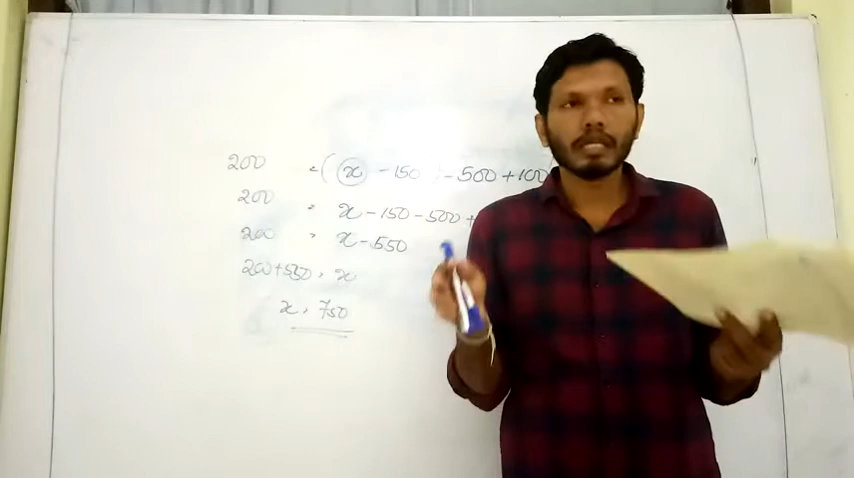 200 = (x - 150) - 500 + 100
200 = x - 150 - 500 +
200 = x - 550
200 + 550 = x
x = 750